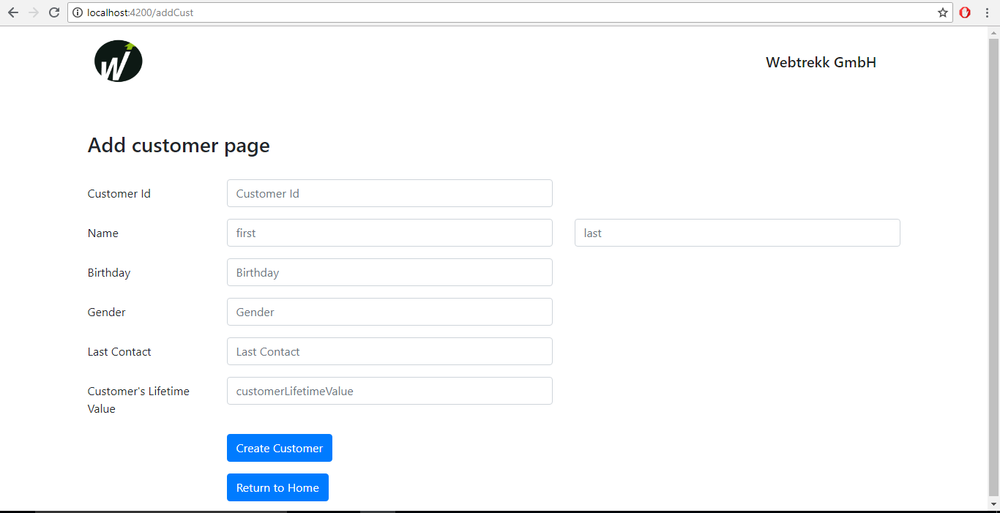 localhost:4200/addCust
W
Webtrekk GmbH
Add customer page
Customer Id
Customer Id
Name
first
last
Birthday
Birthday
Gender
Gender
Last Contact
Last Contact
Customer's Lifetime
Value
customerLifetimeValue
Create Customer
Return to Home